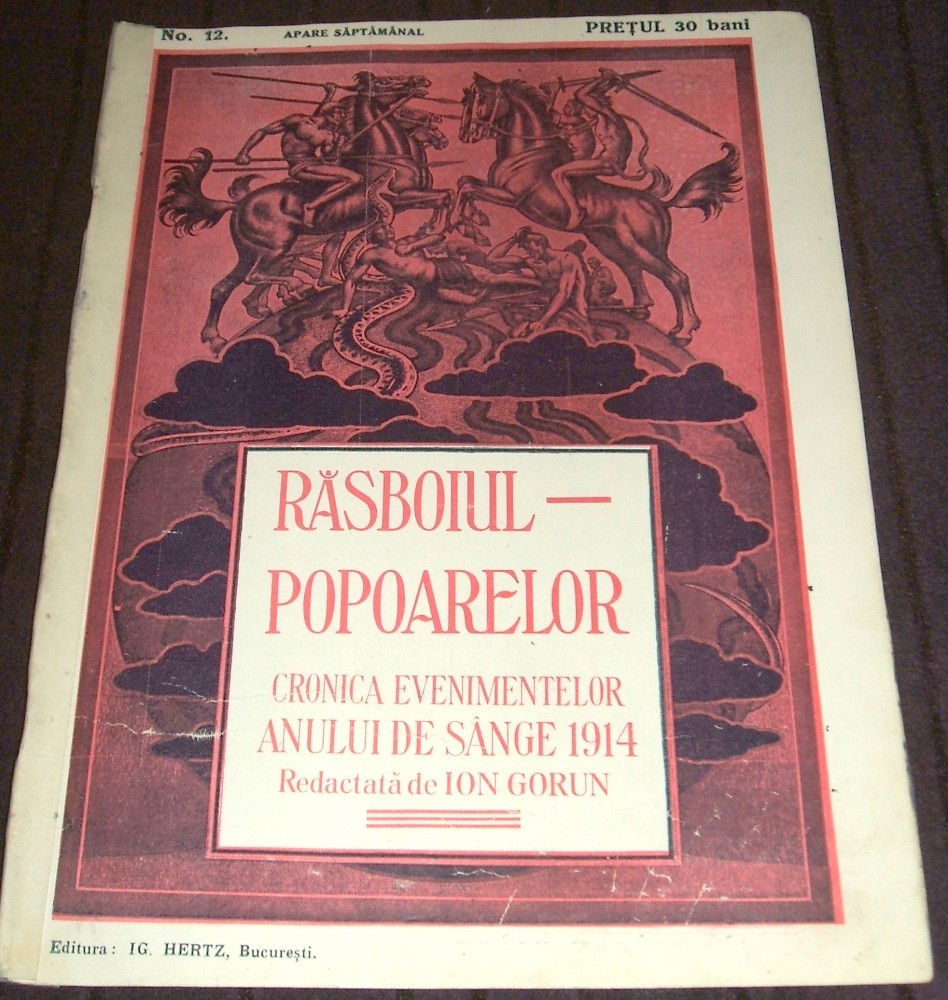 No. 12. APARE SĂPTĂMÂNAL PREȚUL 30 bani
RĂSBOIUL —
POPOARELOR
CRONICA EVENIMENTELOR
ANULUI DE SÂNGE 1914
Redactată de ION GORUN
Editura: IG. HERTZ, București.